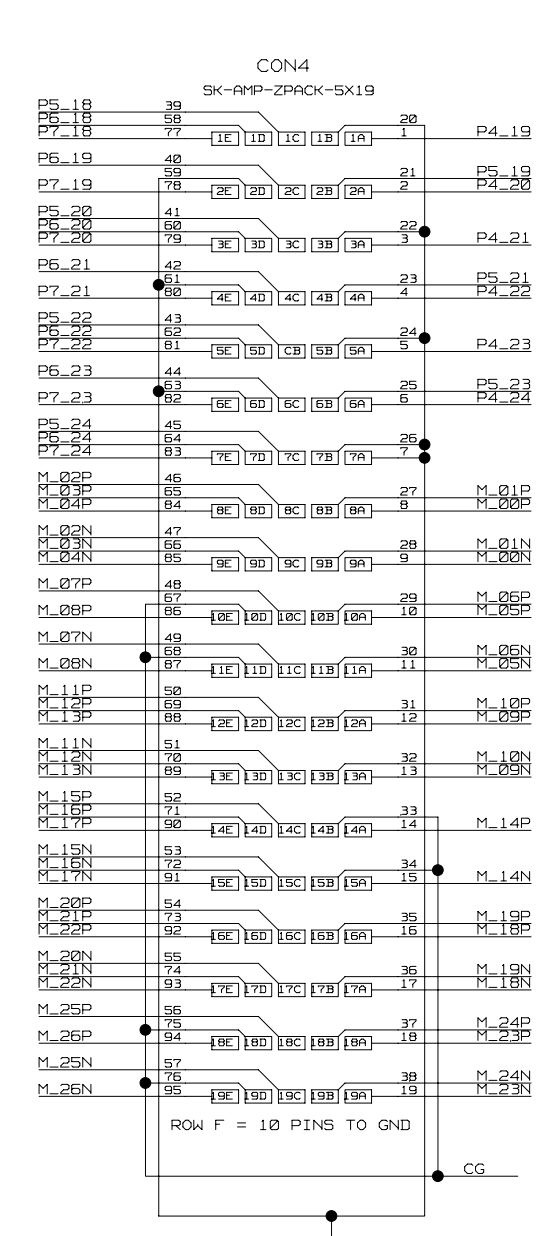 CON4
SK-AMP-ZPACK-5X19
P5_18 39
P6_18 58 20
P7_18 77 1E 1D 1C 1B 1A 1 P4_19
P6_19 40
59 21 P5_19
P7_19 78 2E 2D 2C 2B 2A 2 P4_20
P5_20 41
P6_20 60 22
P7_20 79 3E 3D 3C 3B 3A 3 P4_21
P6_21 42
61 23 P5_21
P7_21 80 4E 4D 4C 4B 4A 4 P4_22
P5_22 43
P6_22 62 24
P7_22 81 5E 5D CB 5B 5A 5 P4_23
P6_23 44
63 25 P5_23
P7_23 82 6E 6D 6C 6B 6A 6 P4_24
P5_24 45
P6_24 64 26
P7_24 83 7E 7D 7C 7B 7A 7
M_02P 46
M_03P 65 27 M_01P
M_04P 84 8E 8D 8C 8B 8A 8 M_00P
M_02N 47
M_03N 66 28 M_01N
M_04N 85 9E 9D 9C 9B 9A 9 M_00N
M_07P 48
67 29 M_06P
M_08P 86 10E 10D 10C 10B 10A 10 M_05P
M_07N 49
68 30 M_06N
M_08N 87 11E 11D 11C 11B 11A 11 M_05N
M_11P 50
M_12P 69 31 M_10P
M_13P 88 12E 12D 12C 12B 12A 12 M_09P
M_11N 51
M_12N 70 32 M_10N
M_13N 89 13E 13D 13C 13B 13A 13 M_09N
M_15P 52
M_16P 71 33
M_17P 90 14E 14D 14C 14B 14A 14 M_14P
M_15N 53
M_16N 72 34
M_17N 91 15E 15D 15C 15B 15A 15 M_14N
M_20P 54
M_21P 73 35 M_19P
M_22P 92 16E 16D 16C 16B 16A 16 M_18P
M_20N 55
M_21N 74 36 M_19N
M_22N 93 17E 17D 17C 17B 17A 17 M_18N
M_25P 56
75 37 M_24P
M_26P 94 18E 18D 18C 18B 18A 18 M_23P
M_25N 57
76 38 M_24N
M_26N 95 19E 19D 19C 19B 19A 19 M_23N
ROW F = 10 PINS TO GND
CG